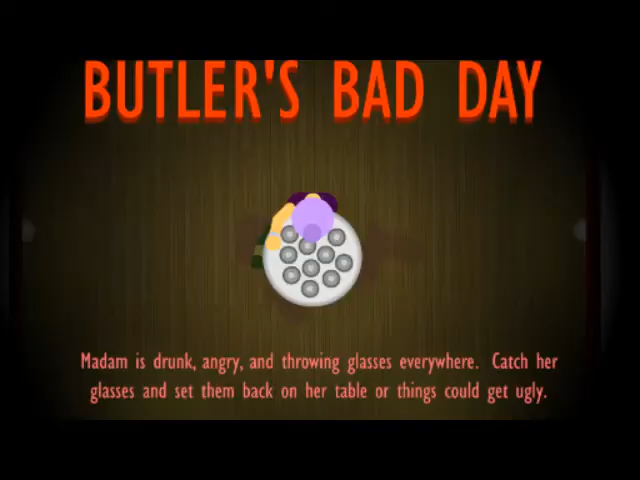 BUTLER'S BAD DAY
Madam is drunk, angry, and throwing glasses everywhere. Catch her
glasses and set them back on her table or things could get ugly.